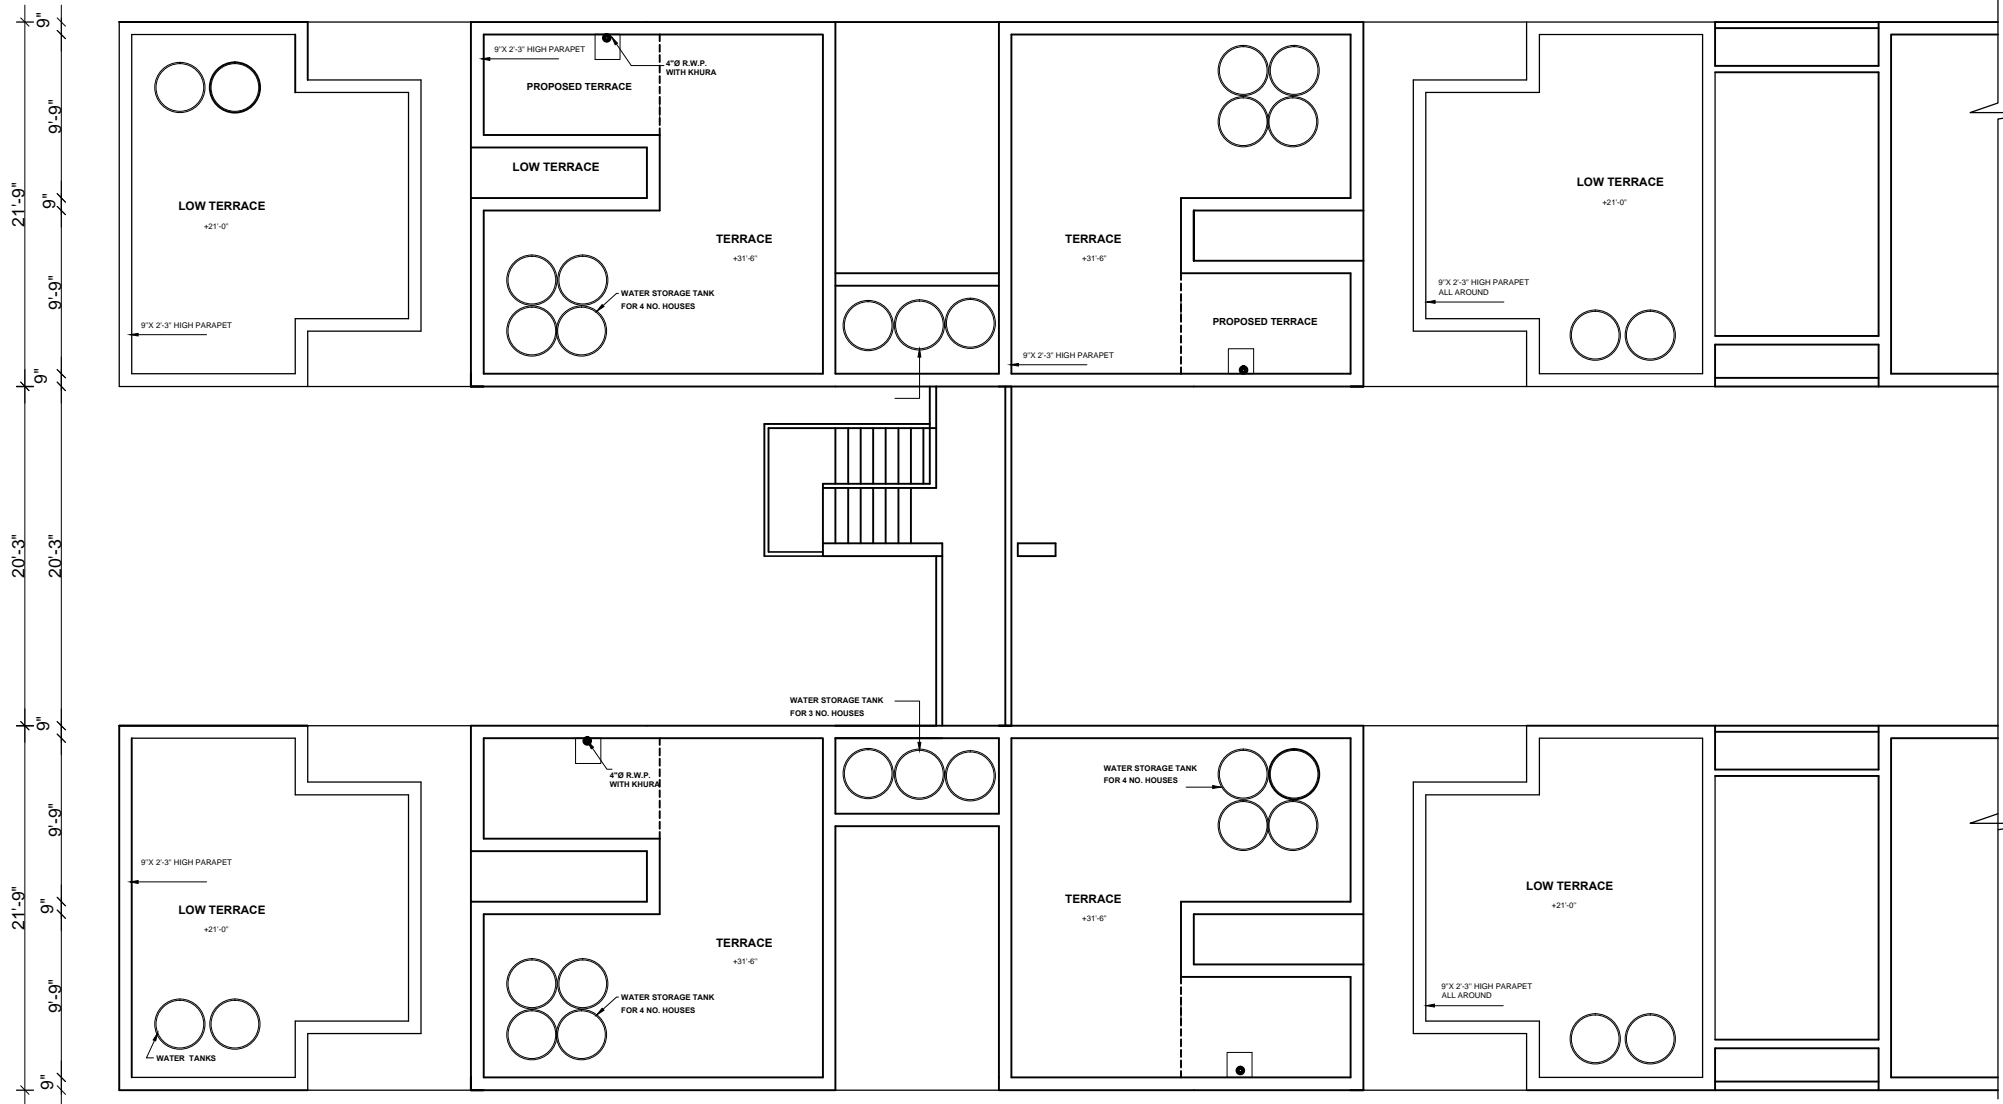 9"
9'-9"
21'-9"
9"
9'-9"
9"
20'-3"
20'-3"
9"
9'-9"
21'-9"
9"
9'-9"
9"
LOW TERRACE
+21'-0"
9"X 2'-3" HIGH PARAPET
9"X 2'-3" HIGH PARAPET
4"Ø R.W.P.
WITH KHURA
PROPOSED TERRACE
LOW TERRACE
TERRACE
+31'-6"
WATER STORAGE TANK
FOR 4 NO. HOUSES
TERRACE
+31'-6"
PROPOSED TERRACE
9"X 2'-3" HIGH PARAPET
LOW TERRACE
+21'-0"
9"X 2'-3" HIGH PARAPET
ALL AROUND
WATER STORAGE TANK
FOR 3 NO. HOUSES
9"X 2'-3" HIGH PARAPET
LOW TERRACE
+21'-0"
WATER TANKS
4"Ø R.W.P.
WITH KHURA
TERRACE
+31'-6"
WATER STORAGE TANK
FOR 4 NO. HOUSES
WATER STORAGE TANK
FOR 4 NO. HOUSES
TERRACE
+31'-6"
LOW TERRACE
+21'-0"
9"X 2'-3" HIGH PARAPET
ALL AROUND